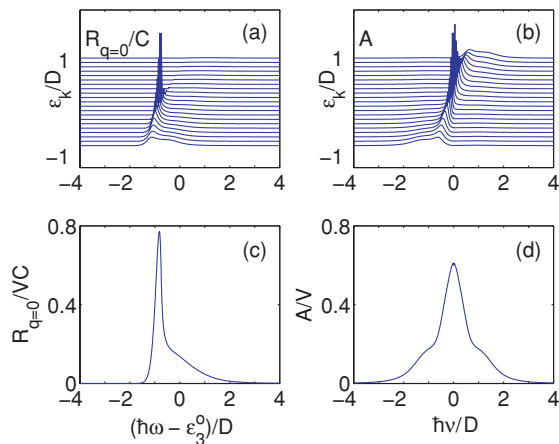 R_{q=0}/C (a)
ε_k/D
1
−1
−4 −2 0 2 4
A (b)
ε_k/D
1
−1
−4 −2 0 2 4
(c)
R_{q=0}/VC
0.8
0.4
0
−4 −2 0 2 4
(ħω − ε_3^o)/D
(d)
A/V
0.8
0.4
0
−4 −2 0 2 4
ħν/D